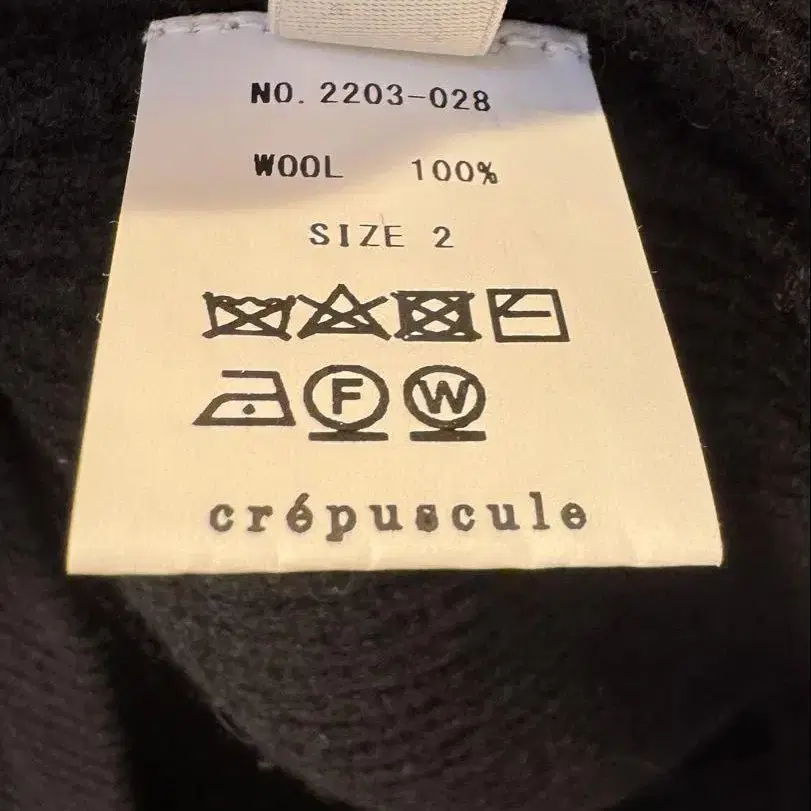 NO. 2203-028
WOOL 100%
SIZE 2
F W
crépuscule